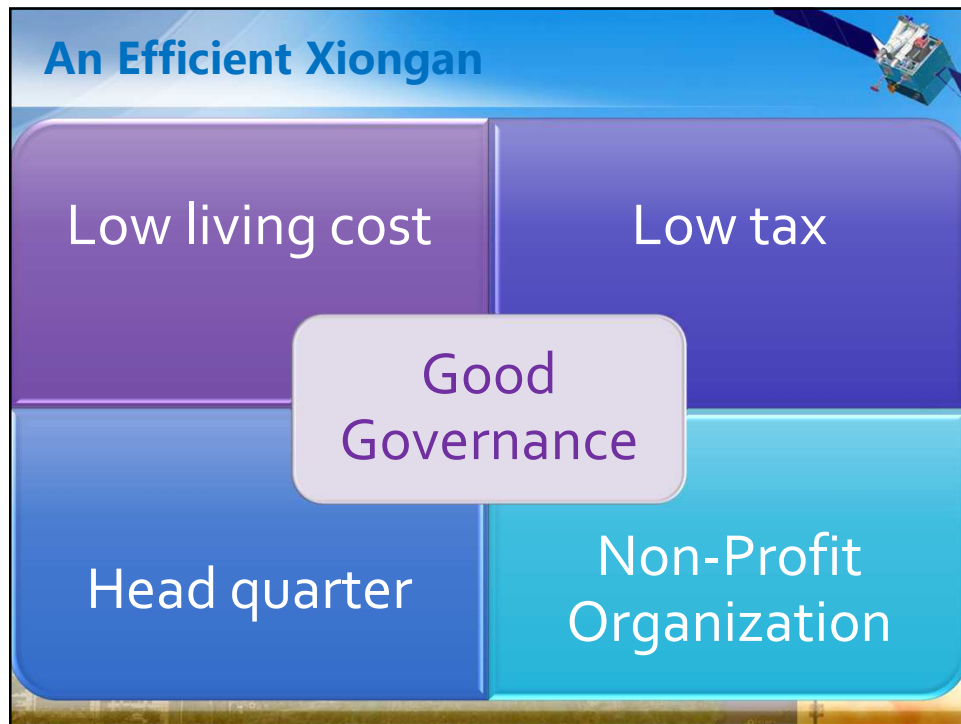 An Efficient Xiongan
Low living cost
Low tax
Good
Governance
Head quarter
Non-Profit
Organization